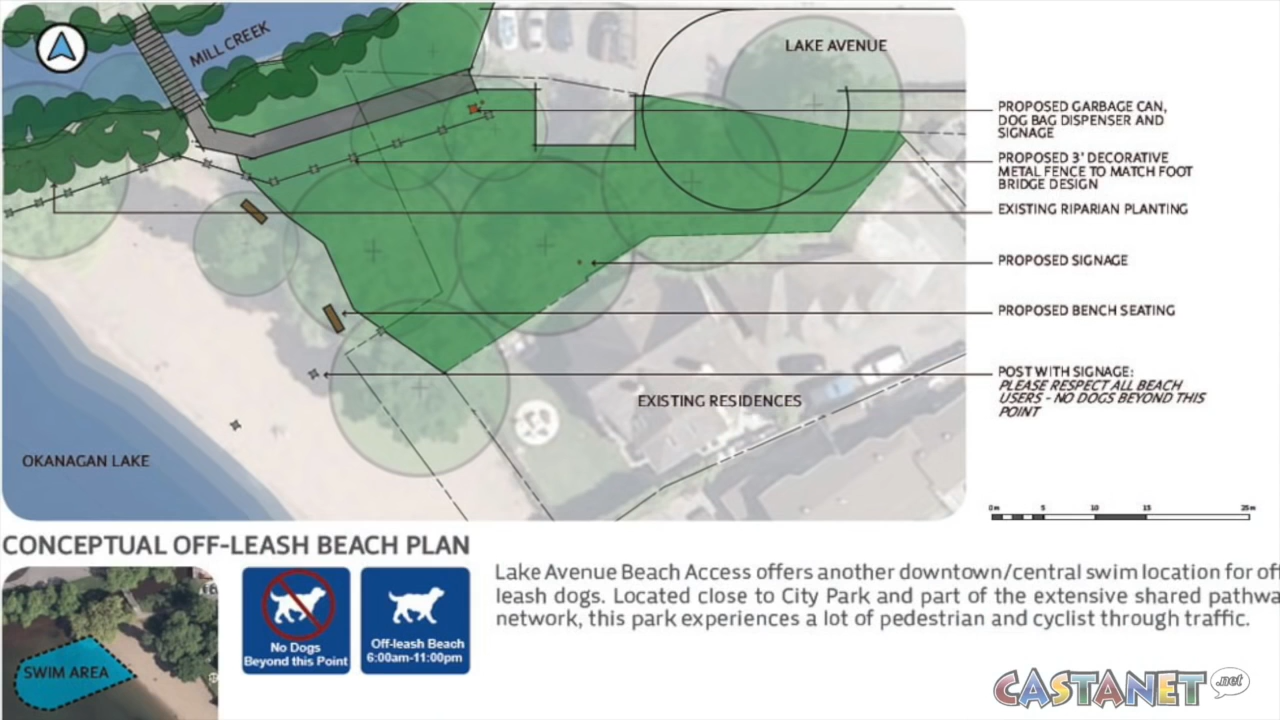 MILL CREEK
LAKE AVENUE
PROPOSED GARBAGE CAN,
DOG BAG DISPENSER AND
SIGNAGE
PROPOSED 3' DECORATIVE
METAL FENCE TO MATCH FOOT
BRIDGE DESIGN
EXISTING RIPARIAN PLANTING
PROPOSED SIGNAGE
PROPOSED BENCH SEATING
POST WITH SIGNAGE:
PLEASE RESPECT ALL BEACH
USERS - NO DOGS BEYOND THIS
POINT
EXISTING RESIDENCES
OKANAGAN LAKE
0m 5 10 15 25m
CONCEPTUAL OFF-LEASH BEACH PLAN
SWIM AREA
No Dogs
Beyond this Point
Off-leash Beach
6:00am-11:00pm
Lake Avenue Beach Access offers another downtown/central swim location for off
leash dogs. Located close to City Park and part of the extensive shared pathwa
network, this park experiences a lot of pedestrian and cyclist through traffic.
CASTANET .net